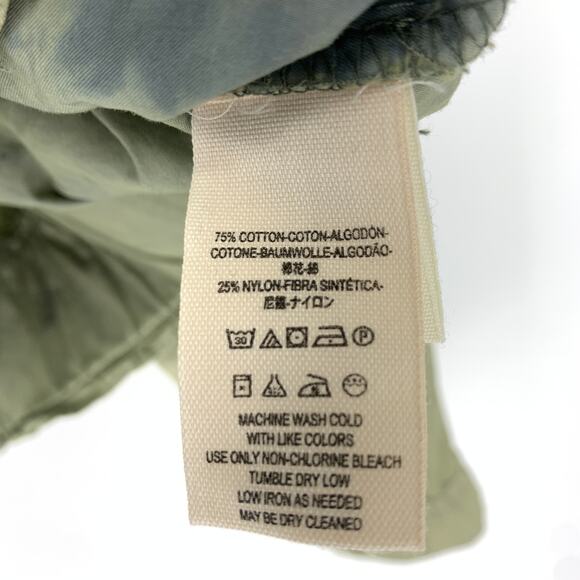 75% COTTON-COTON-ALGODÓN-
COTONE-BAUMWOLLE-ALGODÃO-
棉花-綿
25% NYLON-FIBRA SINTÉTICA-
尼龍-ナイロン
30 P
MACHINE WASH COLD
WITH LIKE COLORS
USE ONLY NON-CHLORINE BLEACH
TUMBLE DRY LOW
LOW IRON AS NEEDED
MAY BE DRY CLEANED